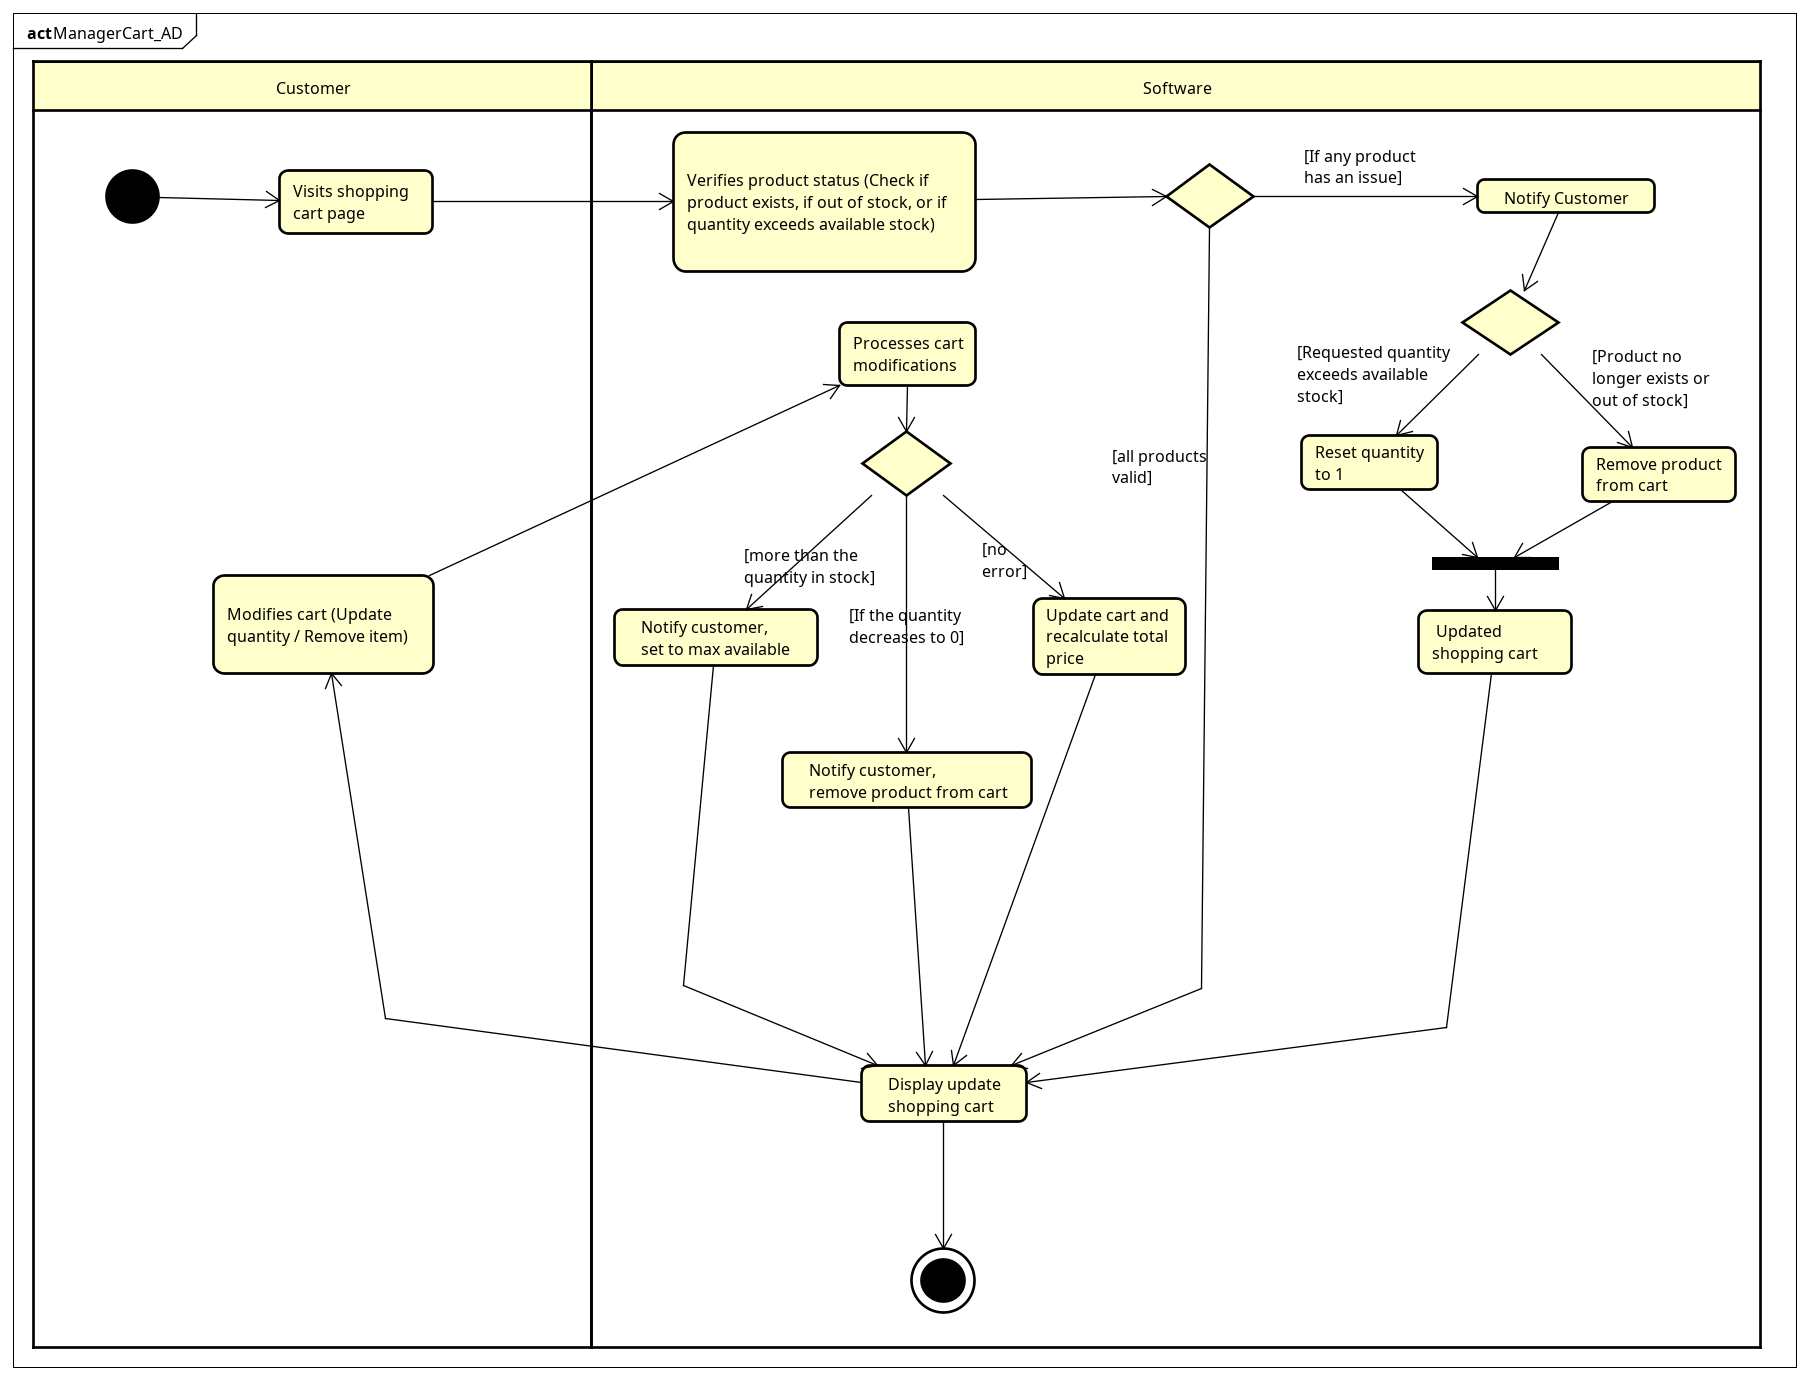 actManagerCart_AD
Customer
Software
Visits shopping
cart page
Verifies product status (Check if
product exists, if out of stock, or if
quantity exceeds available stock)
[If any product
has an issue]
Notify Customer
Processes cart
modifications
[Requested quantity
exceeds available
stock]
[Product no
longer exists or
out of stock]
[all products
valid]
Reset quantity
to 1
Remove product
from cart
[more than the
quantity in stock]
[no
error]
[If the quantity
decreases to 0]
Modifies cart (Update
quantity / Remove item)
Notify customer,
set to max available
Update cart and
recalculate total
price
Updated
shopping cart
Notify customer,
remove product from cart
Display update
shopping cart